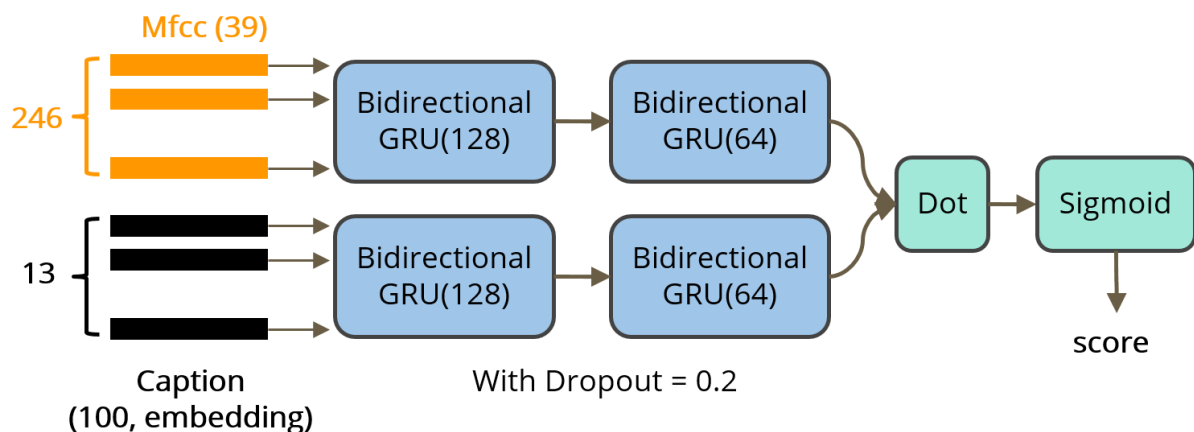 Mfcc (39)
246
Bidirectional
GRU(128)
Bidirectional
GRU(64)
Dot
Sigmoid
13
Bidirectional
GRU(128)
Bidirectional
GRU(64)
score
Caption
(100, embedding)
With Dropout = 0.2